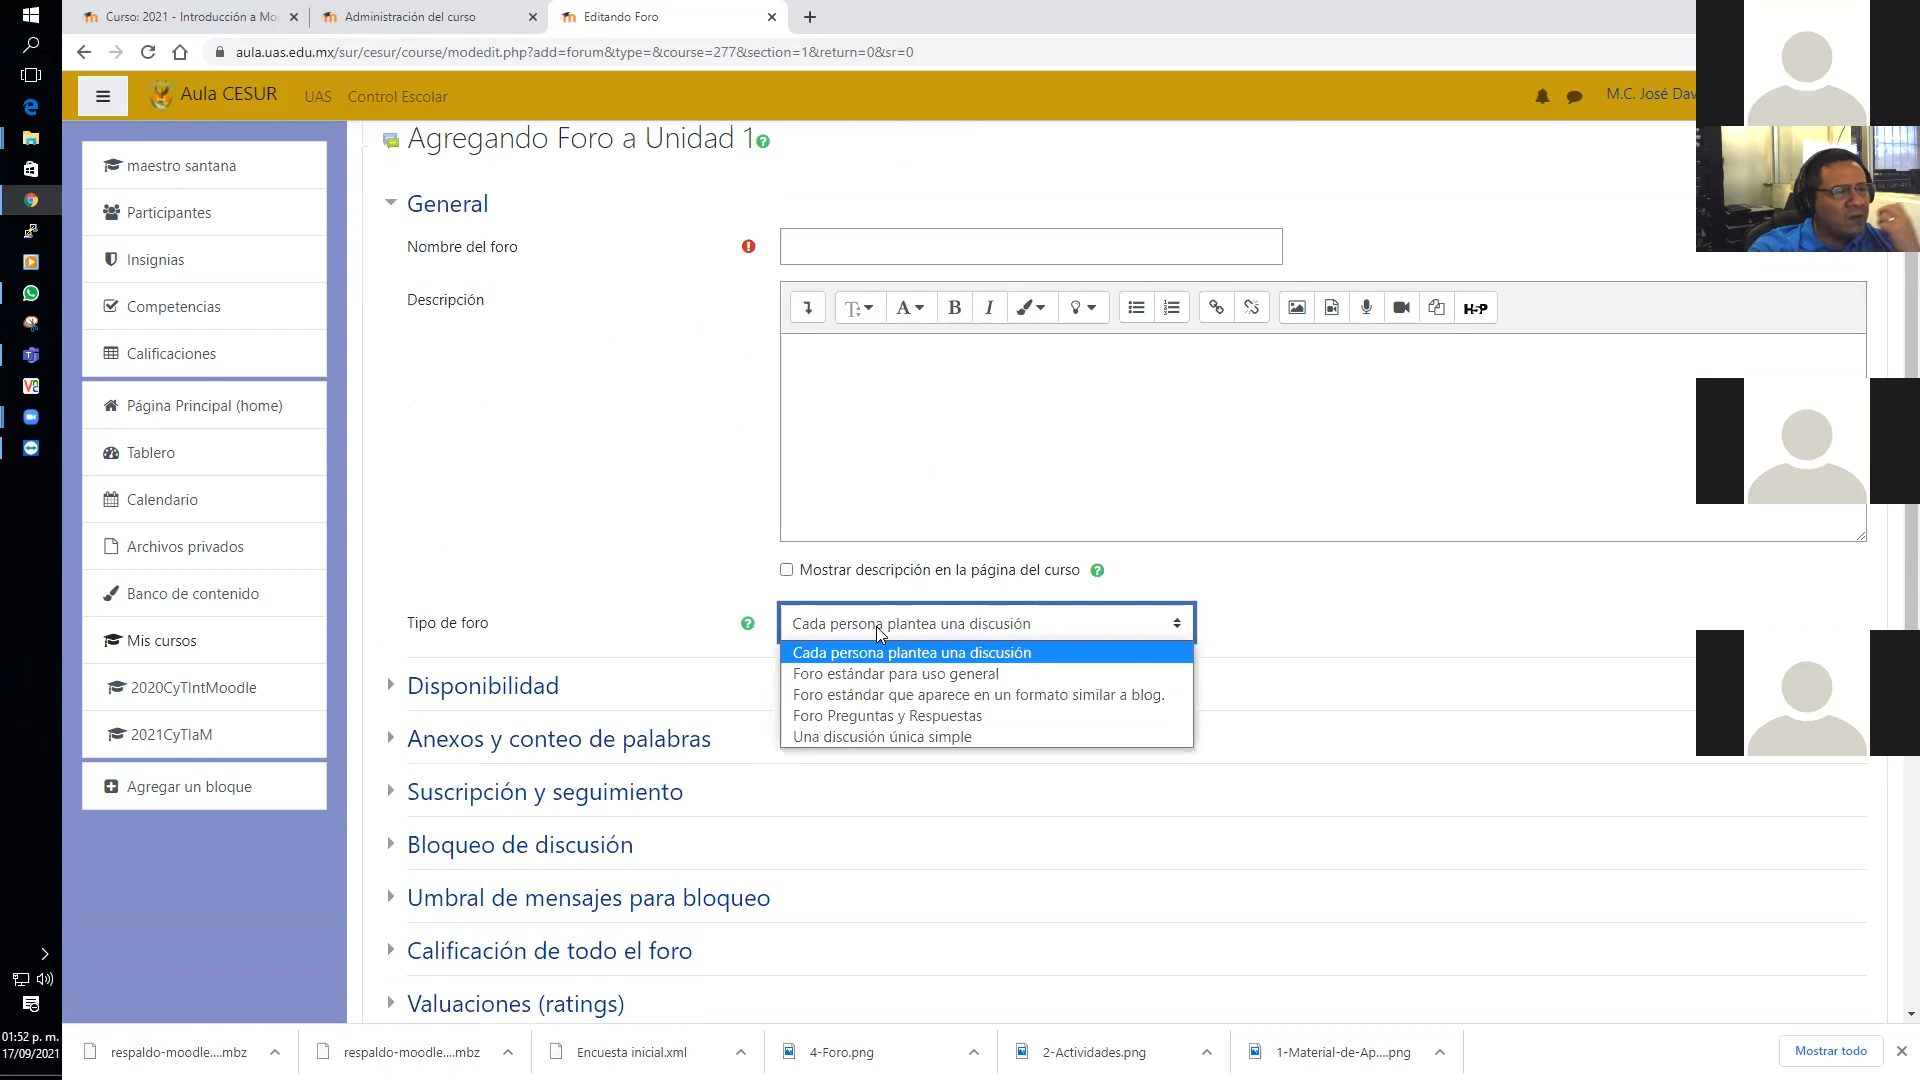 Curso: 2021 - Introducción a Mo
Administración del curso
Editando Foro
aula.uas.edu.mx/sur/cesur/course/modedit.php?add=forum&type=&course=277&section=1&return=0&sr=0
Aula CESUR
UAS
Control Escolar
M.C. José Dav
maestro santana
Participantes
Insignias
Competencias
Calificaciones
Página Principal (home)
Tablero
Calendario
Archivos privados
Banco de contenido
Mis cursos
2020CyTIntMoodle
2021CyTIaM
Agregar un bloque
Agregando Foro a Unidad 1
General
Nombre del foro
Descripción
H-P
Mostrar descripción en la página del curso
Tipo de foro
Cada persona plantea una discusión
Cada persona plantea una discusión
Foro estándar para uso general
Foro estándar que aparece en un formato similar a blog.
Foro Preguntas y Respuestas
Una discusión única simple
Disponibilidad
Anexos y conteo de palabras
Suscripción y seguimiento
Bloqueo de discusión
Umbral de mensajes para bloqueo
Calificación de todo el foro
Valuaciones (ratings)
01:52 p. m.
17/09/2021
respaldo-moodle....mbz
respaldo-moodle....mbz
Encuesta inicial.xml
4-Foro.png
2-Actividades.png
1-Material-de-Ap....png
Mostrar todo